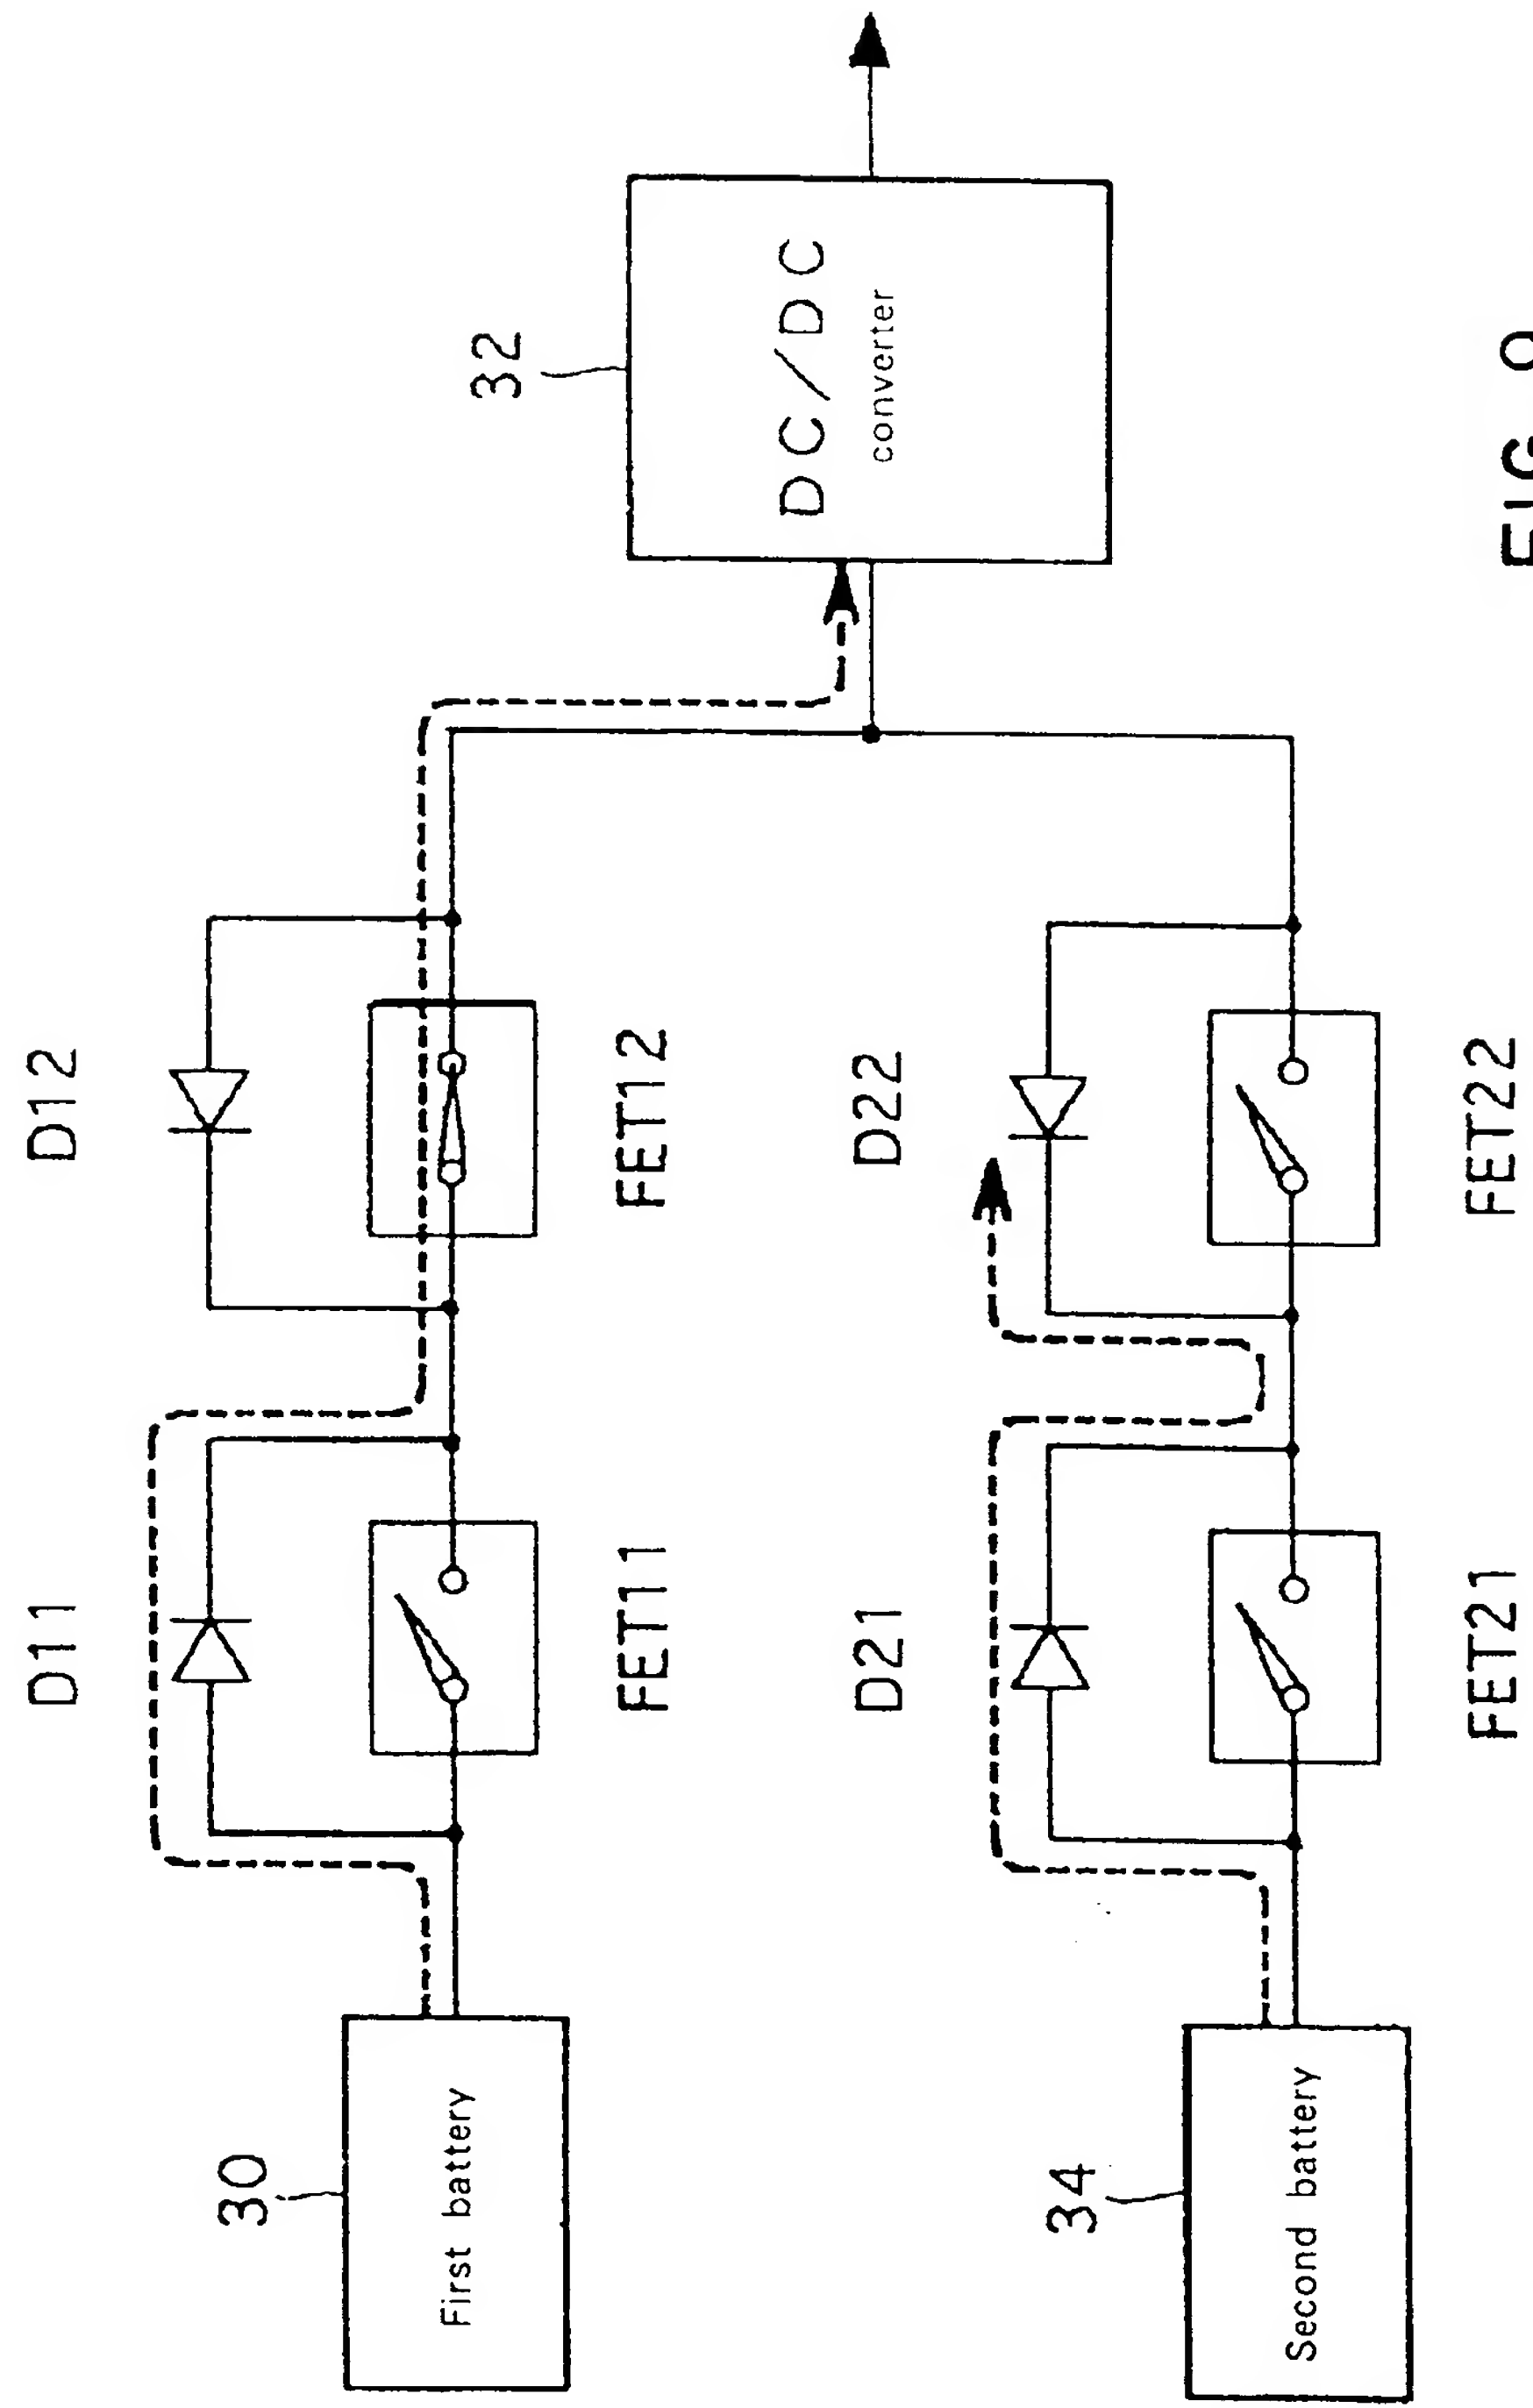 D11
D12
30
First battery
FET11
FET12
32
DC/DC
converter
D21
D22
34
Second battery
FET21
FET22
FIG.